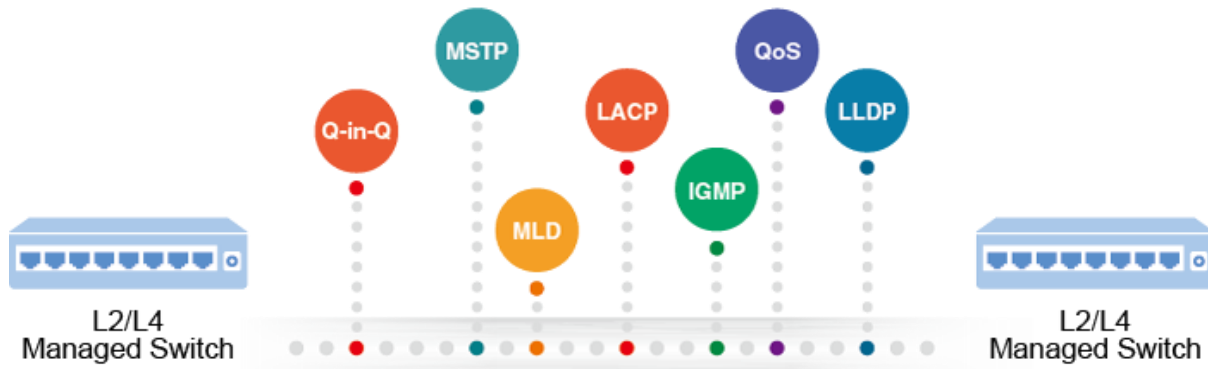 MSTP
QoS
LACP
LLDP
Q-in-Q
IGMP
MLD
L2/L4
Managed Switch
L2/L4
Managed Switch